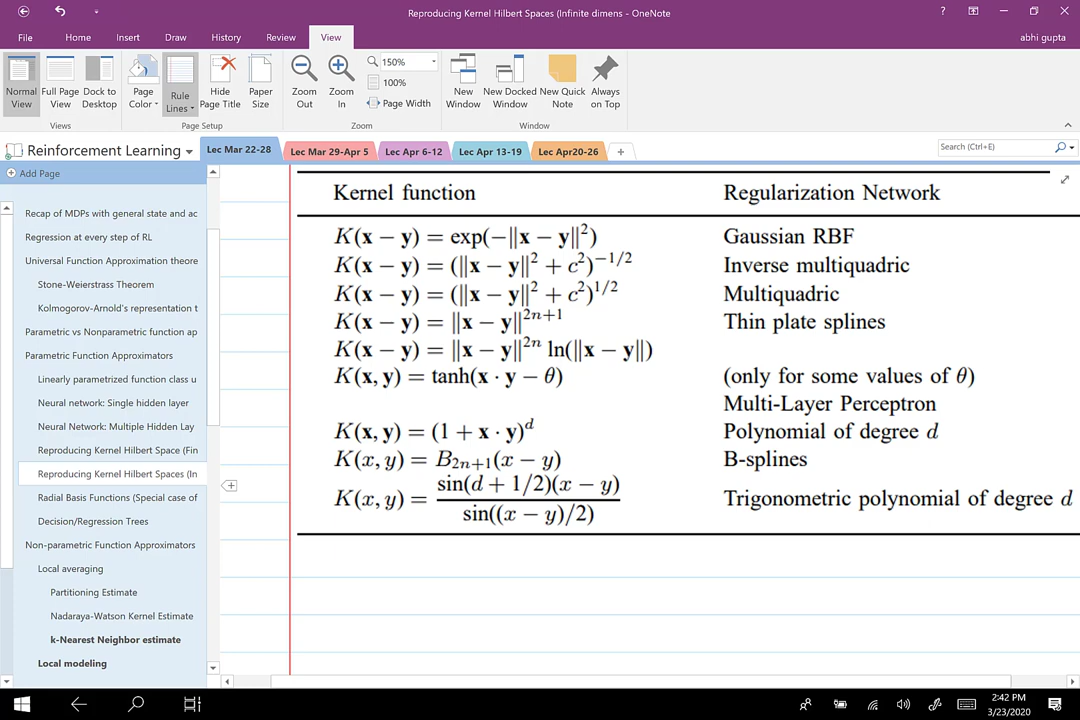 Reproducing Kernel Hilbert Spaces (Infinite dimens - OneNote
File Home Insert Draw History Review View abhi gupta
Normal View
Full Page View
Dock to Desktop
Page Color
Rule Lines
Hide Page Title
Paper Size
Zoom Out
Zoom In
150%
100%
Page Width
New Window
New Docked Window
New Quick Note
Always on Top
Views Page Setup Zoom Window
Reinforcement Learning
Lec Mar 22-28 Lec Mar 29-Apr 5 Lec Apr 6-12 Lec Apr 13-19 Lec Apr20-26 +
Search (Ctrl+E)
Add Page
Recap of MDPs with general state and ac
Regression at every step of RL
Universal Function Approximation theore
Stone-Weierstrass Theorem
Kolmogorov-Arnold's representation t
Parametric vs Nonparametric function ap
Parametric Function Approximators
Linearly parametrized function class u
Neural network: Single hidden layer
Neural Network: Multiple Hidden Lay
Reproducing Kernel Hilbert Space (Fin
Reproducing Kernel Hilbert Spaces (In
Radial Basis Functions (Special case of
Decision/Regression Trees
Non-parametric Function Approximators
Local averaging
Partitioning Estimate
Nadaraya-Watson Kernel Estimate
k-Nearest Neighbor estimate
Local modeling
Kernel function Regularization Network
K(x − y) = exp(−‖x − y‖²) Gaussian RBF
K(x − y) = (‖x − y‖² + c²)^{−1/2} Inverse multiquadric
K(x − y) = (‖x − y‖² + c²)^{1/2} Multiquadric
K(x − y) = ‖x − y‖^{2n+1} Thin plate splines
K(x − y) = ‖x − y‖^{2n} ln(‖x − y‖)
K(x, y) = tanh(x · y − θ) (only for some values of θ)
Multi-Layer Perceptron
K(x, y) = (1 + x · y)^d Polynomial of degree d
K(x, y) = B_{2n+1}(x − y) B-splines
K(x, y) = sin(d + 1/2)(x − y) / sin((x − y)/2) Trigonometric polynomial of degree d
2:42 PM
3/23/2020